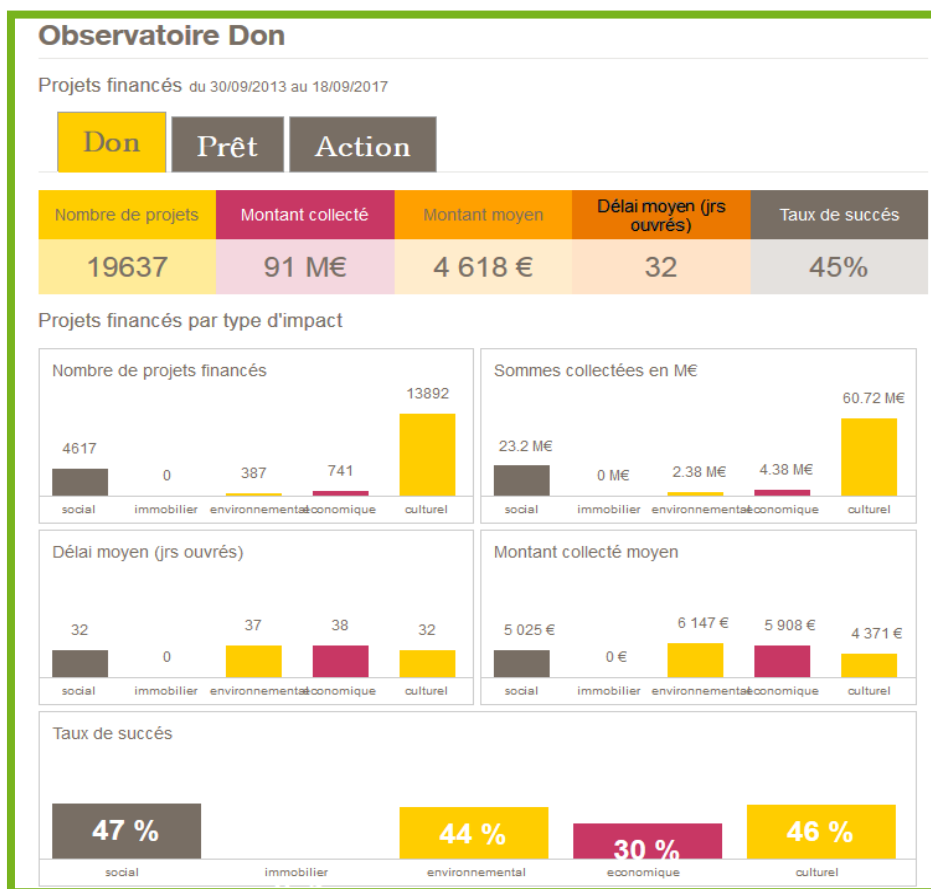 Observatoire Don
Projets financés du 30/09/2013 au 18/09/2017
Don Prêt Action
Nombre de projets Montant collecté Montant moyen Délai moyen (jrs ouvrés) Taux de succés
19637 91 M€ 4 618 € 32 45%
Projets financés par type d'impact
Nombre de projets financés
4617 0 387 741 13892
social immobilier environnemental economique culturel
Sommes collectées en M€
23.2 M€ 0 M€ 2.38 M€ 4.38 M€ 60.72 M€
social immobilier environnemental economique culturel
Délai moyen (jrs ouvrés)
32 0 37 38 32
social immobilier environnemental economique culturel
Montant collecté moyen
5 025 € 0 € 6 147 € 5 908 € 4 371 €
social immobilier environnemental economique culturel
Taux de succés
47 % 44 % 30 % 46 %
social immobilier environnemental economique culturel